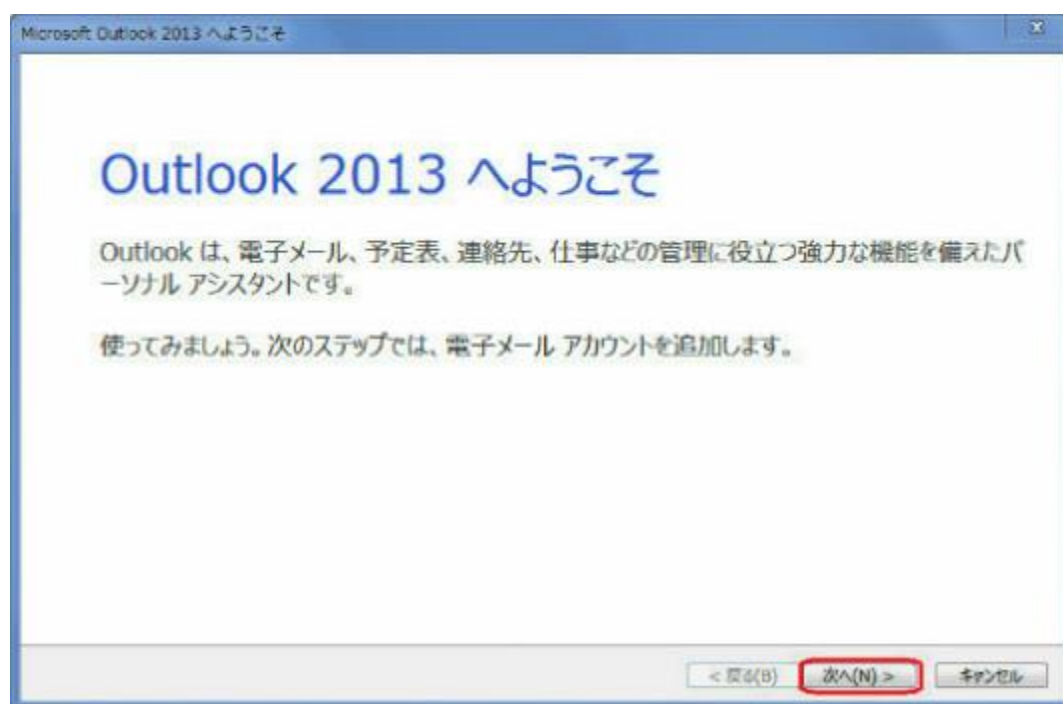 Microsoft Outlook 2013 へようこそ
Outlook 2013 へようこそ
Outlook は、電子メール、予定表、連絡先、仕事などの管理に役立つ強力な機能を備えたパ
ーソナル アシスタントです。
使ってみましょう。次のステップでは、電子メール アカウントを追加します。
< 戻る(B) 次へ(N) > キャンセル